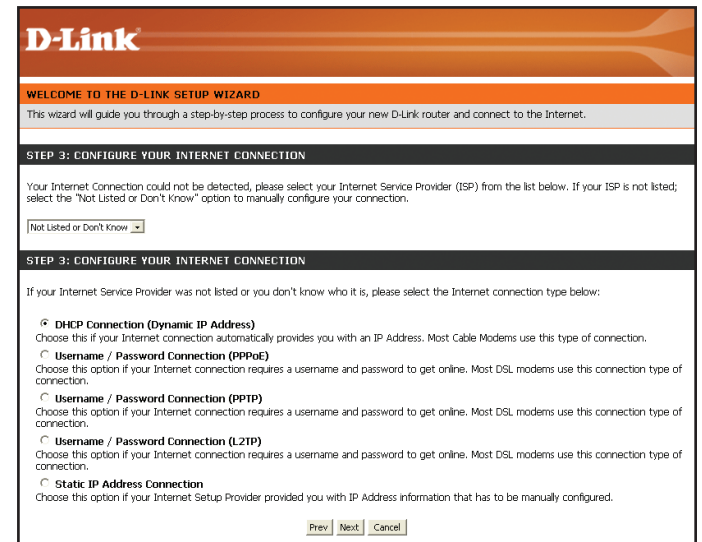 D-Link
WELCOME TO THE D-LINK SETUP WIZARD
This wizard will guide you through a step-by-step process to configure your new D-Link router and connect to the Internet.
STEP 3: CONFIGURE YOUR INTERNET CONNECTION
Your Internet Connection could not be detected, please select your Internet Service Provider (ISP) from the list below. If your ISP is not listed;
select the "Not Listed or Don't Know" option to manually configure your connection.
Not Listed or Don't Know
STEP 3: CONFIGURE YOUR INTERNET CONNECTION
If your Internet Service Provider was not listed or you don't know who it is, please select the Internet connection type below:
DHCP Connection (Dynamic IP Address)
Choose this if your Internet connection automatically provides you with an IP Address. Most Cable Modems use this type of connection.
Username / Password Connection (PPPoE)
Choose this option if your Internet connection requires a username and password to get online. Most DSL modems use this connection type of
connection.
Username / Password Connection (PPTP)
Choose this option if your Internet connection requires a username and password to get online. Most DSL modems use this connection type of
connection.
Username / Password Connection (L2TP)
Choose this option if your Internet connection requires a username and password to get online. Most DSL modems use this connection type of
connection.
Static IP Address Connection
Choose this option if your Internet Setup Provider provided you with IP Address information that has to be manually configured.
Prev Next Cancel